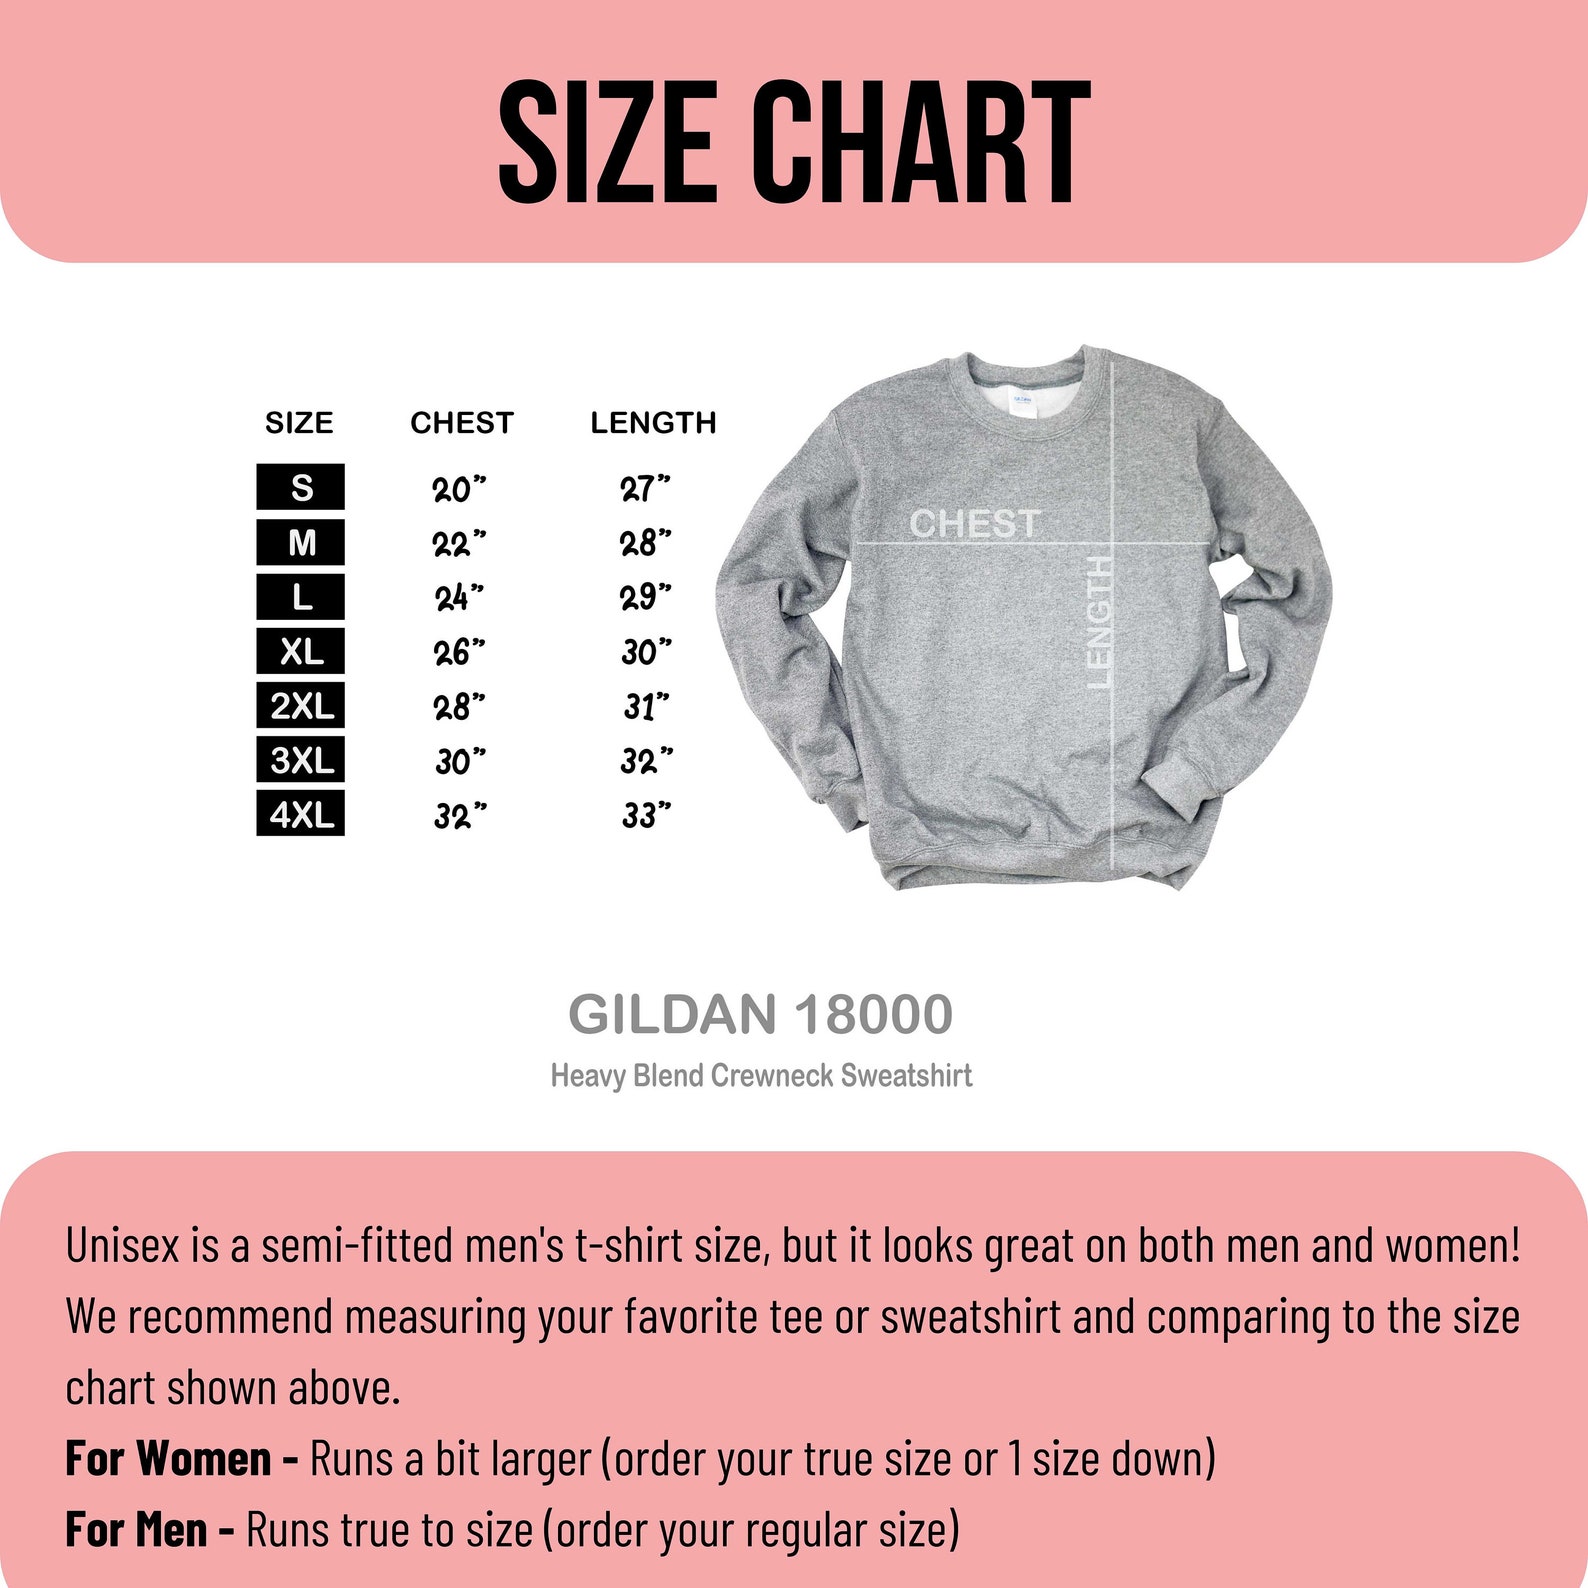 SIZE CHART
SIZE CHEST LENGTH
S 20” 27”
M 22” 28”
L 24” 29”
XL 26” 30”
2XL 28” 31”
3XL 30” 32”
4XL 32” 33”
CHEST
LENGTH
GILDAN 18000
Heavy Blend Crewneck Sweatshirt
Unisex is a semi-fitted men's t-shirt size, but it looks great on both men and women!
We recommend measuring your favorite tee or sweatshirt and comparing to the size
chart shown above.
For Women - Runs a bit larger (order your true size or 1 size down)
For Men - Runs true to size (order your regular size)